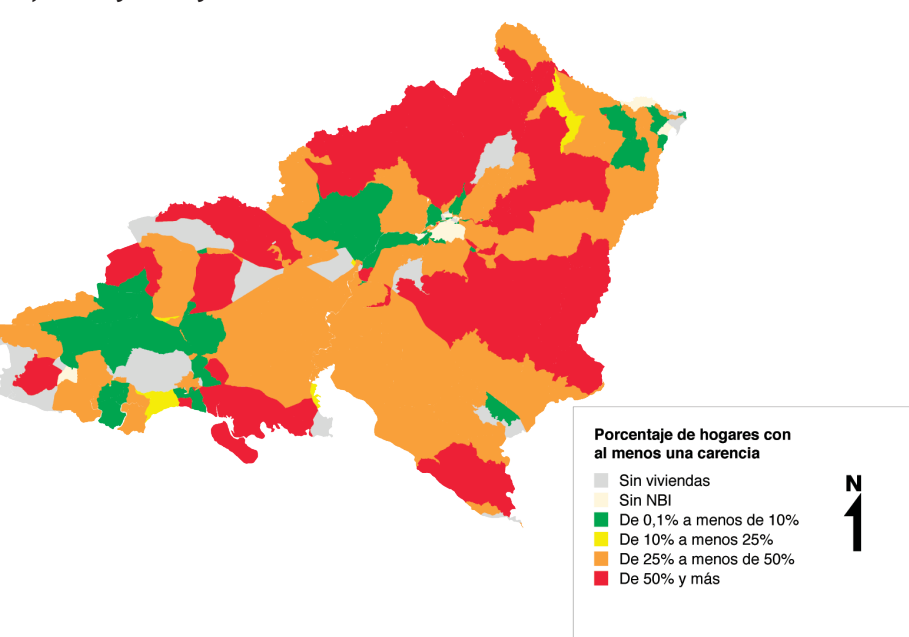 Porcentaje de hogares con
al menos una carencia
Sin viviendas
Sin NBI
De 0,1% a menos de 10%
De 10% a menos 25%
De 25% a menos de 50%
De 50% y más
N